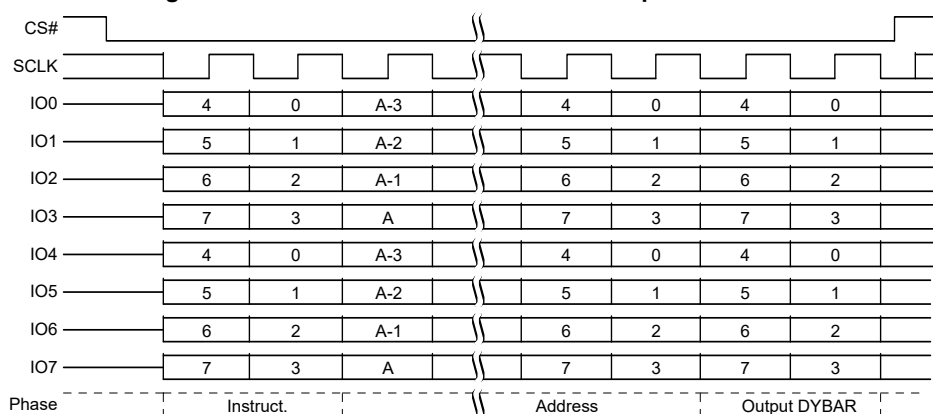 CS#
SCLK
IO0 4 0 A-3 4 0 4 0
IO1 5 1 A-2 5 1 5 1
IO2 6 2 A-1 6 2 6 2
IO3 7 3 A 7 3 7 3
IO4 4 0 A-3 4 0 4 0
IO5 5 1 A-2 5 1 5 1
IO6 6 2 A-1 6 2 6 2
IO7 7 3 A 7 3 7 3
Phase Instruct. Address Output DYBAR